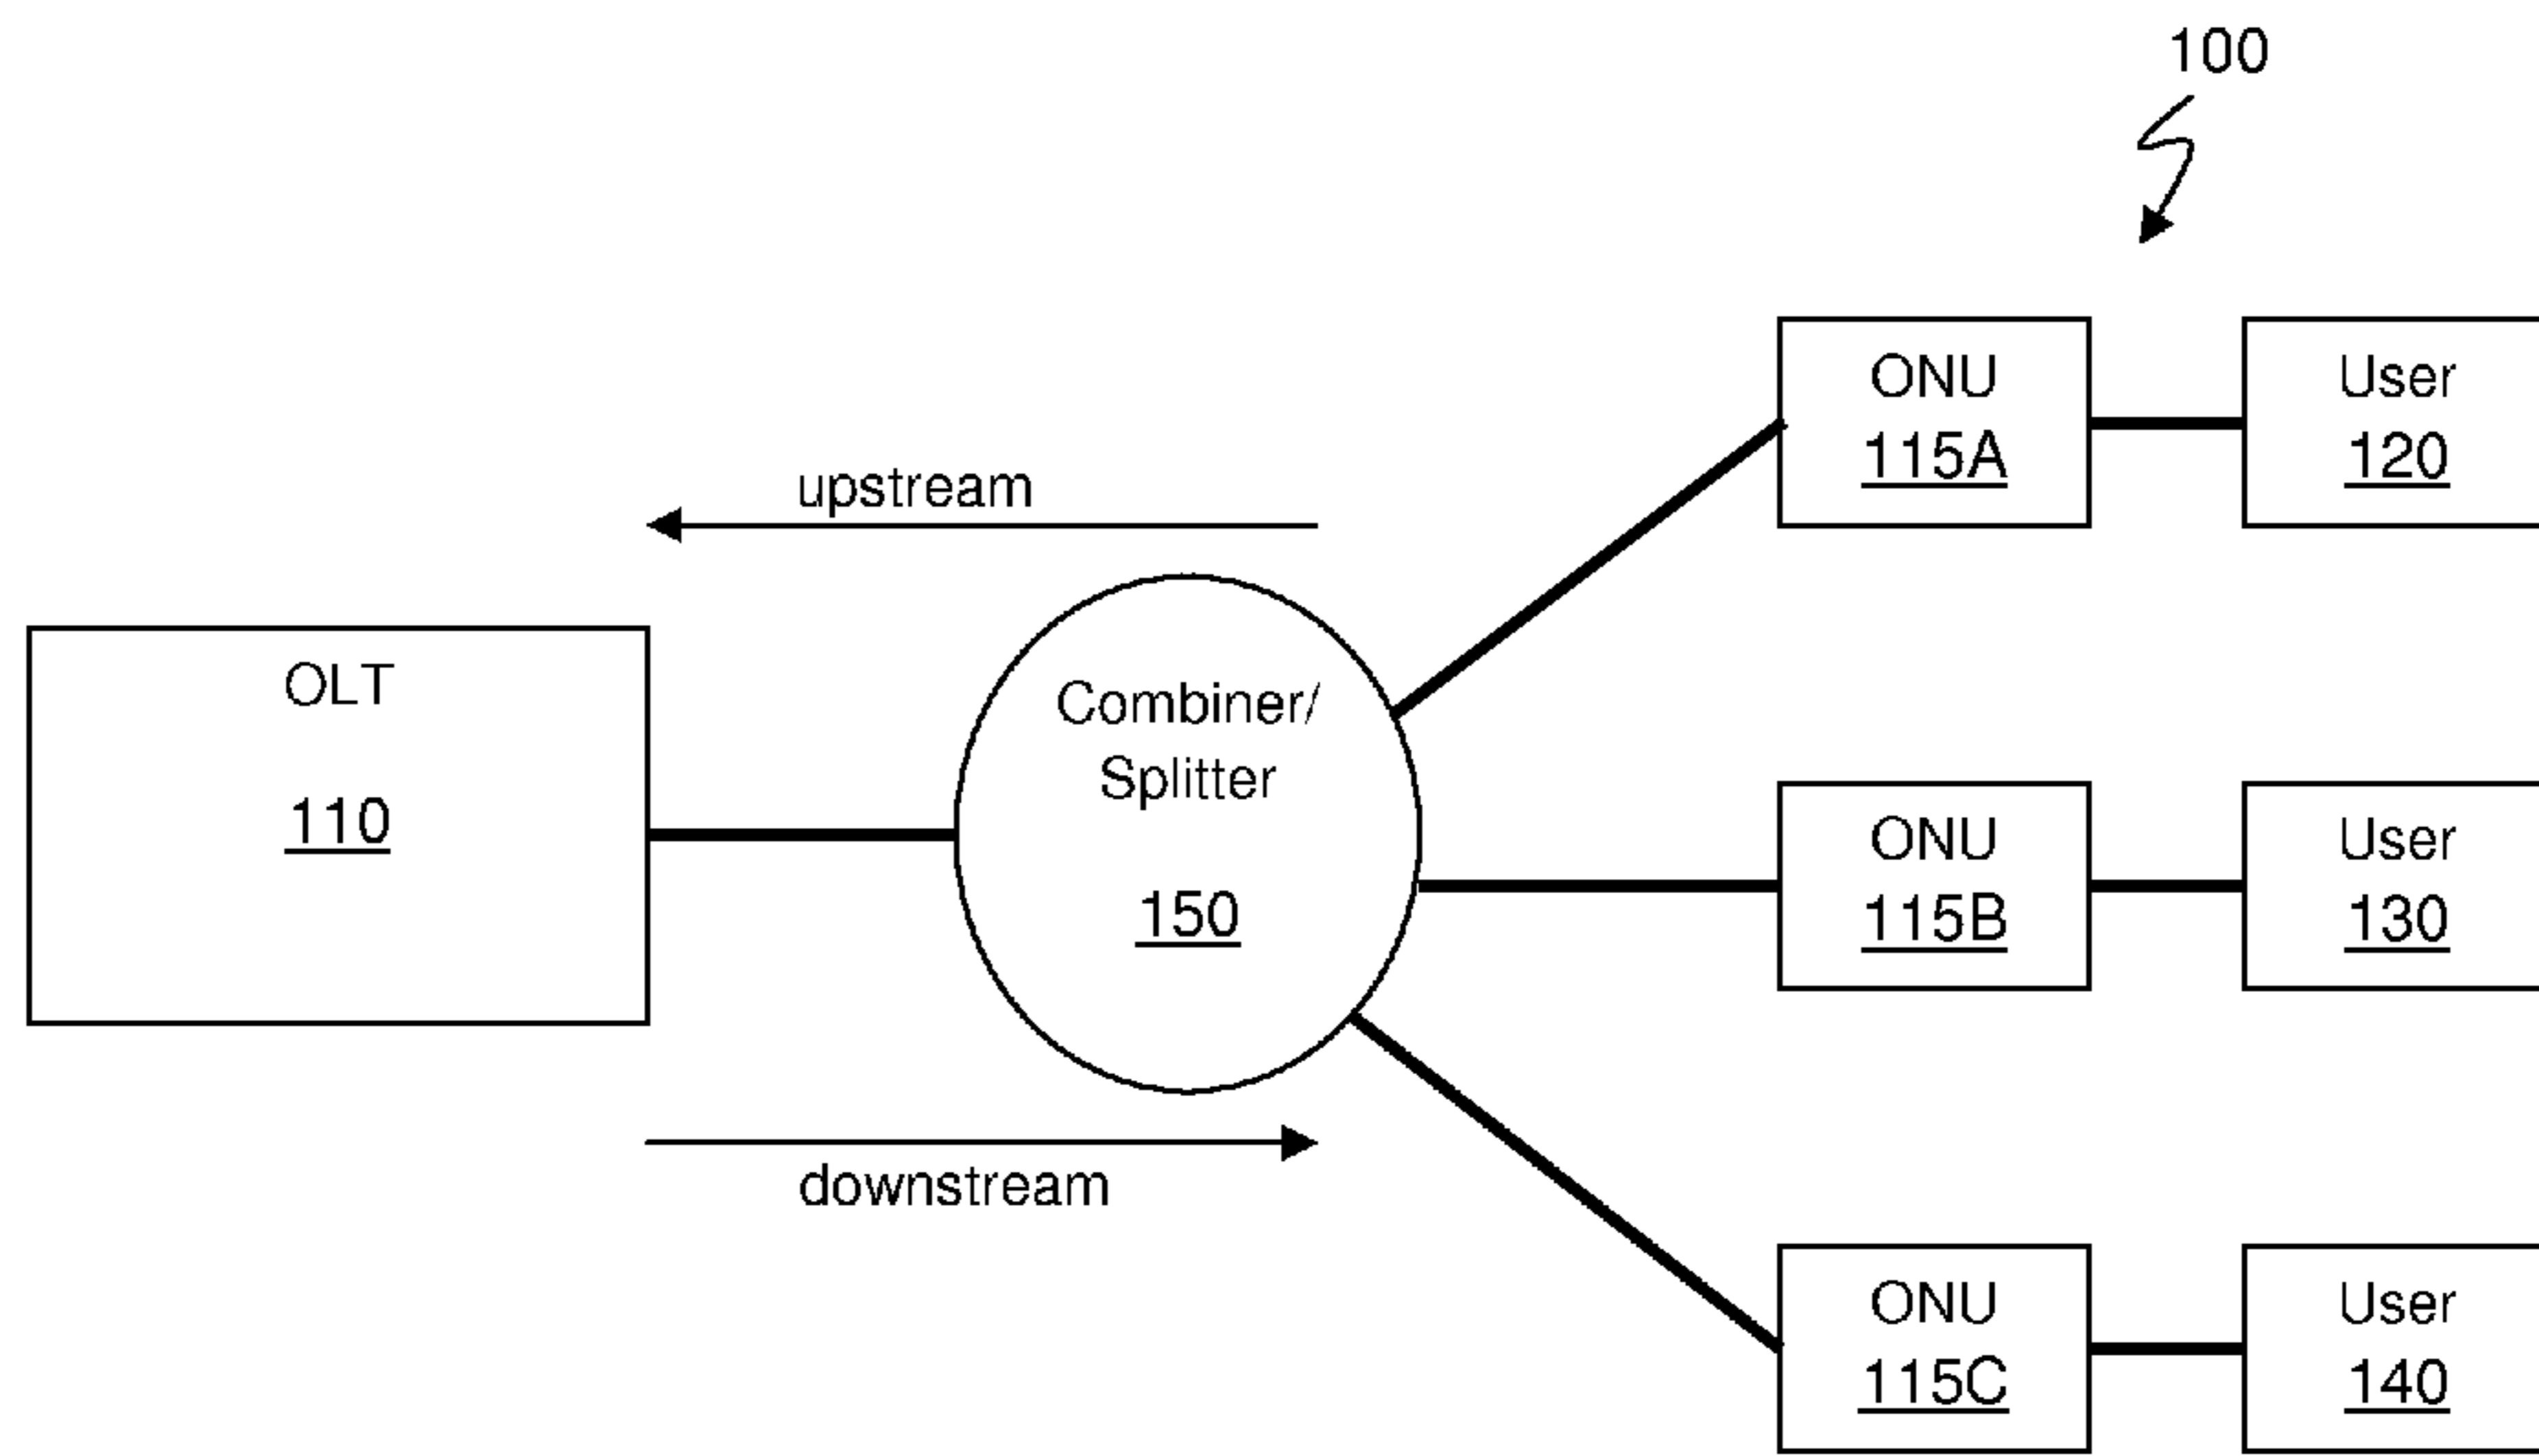 100
ONU
115A
User
120
upstream
OLT
110
Combiner/
Splitter
150
ONU
115B
User
130
downstream
ONU
115C
User
140